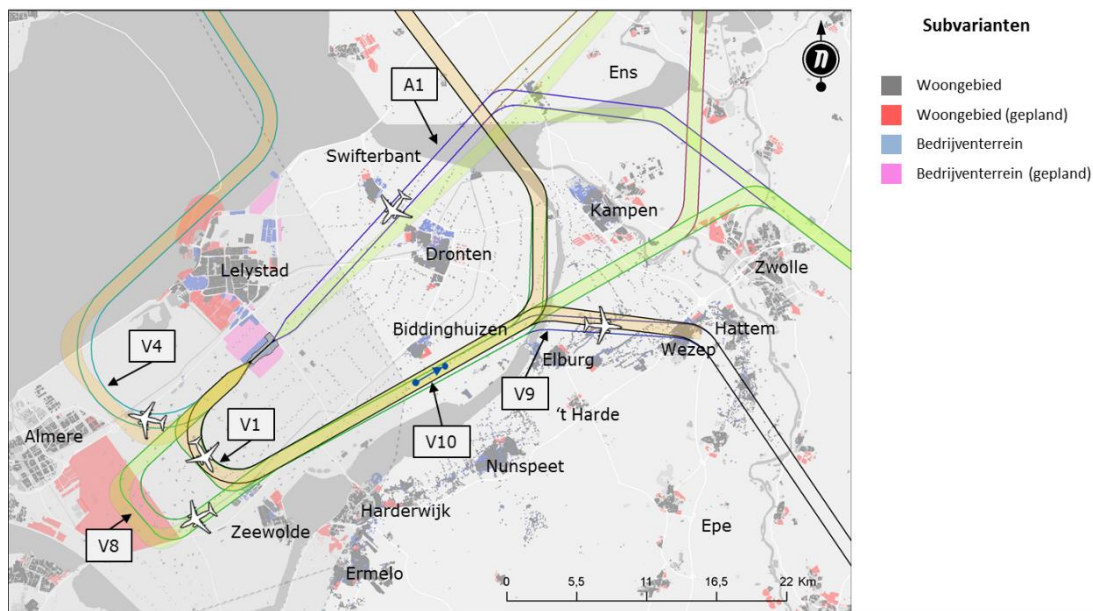 Subvarianten
Woongebied
Woongebied (gepland)
Bedrijventerrein
Bedrijventerrein (gepland)
N
Ens
A1
Swifterbant
Kampen
Dronten
Lelystad
Zwolle
Biddinghuizen
Hattem
V4
Elburg
Wezep
V9
Almere
V1
't Harde
V10
Nunspeet
Harderwijk
Zeewolde
Epe
V8
Ermelo
0 5,5 11 16,5 22 Km